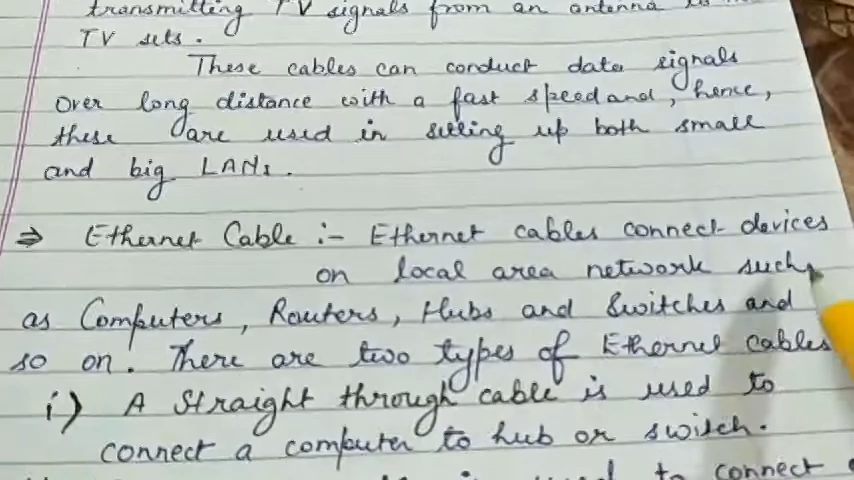 transmitting TV signals from an antenna to
TV sets.
These cables can conduct data signals
over long distance with a fast speed and, hence,
these are used in setting up both small
and big LANs.
⇒ Ethernet Cable :- Ethernet cables connect devices
on local area network such
as Computers, Routers, Hubs and Switches and
so on. There are two types of Ethernet cables
i) A Straight through cable is used to
connect a computer to hub or switch.
used to connect